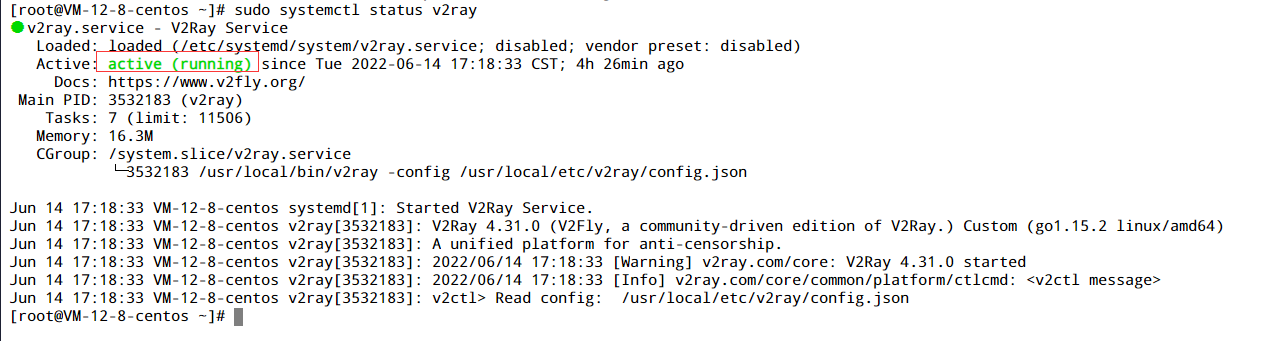 [root@VM-12-8-centos ~]# sudo systemctl status v2ray
● v2ray.service - V2Ray Service
   Loaded: loaded (/etc/systemd/system/v2ray.service; disabled; vendor preset: disabled)
   Active: active (running) since Tue 2022-06-14 17:18:33 CST; 4h 26min ago
     Docs: https://www.v2fly.org/
 Main PID: 3532183 (v2ray)
    Tasks: 7 (limit: 11506)
   Memory: 16.3M
   CGroup: /system.slice/v2ray.service
           └─3532183 /usr/local/bin/v2ray -config /usr/local/etc/v2ray/config.json
Jun 14 17:18:33 VM-12-8-centos systemd[1]: Started V2Ray Service.
Jun 14 17:18:33 VM-12-8-centos v2ray[3532183]: V2Ray 4.31.0 (V2Fly, a community-driven edition of V2Ray.) Custom (go1.15.2 linux/amd64)
Jun 14 17:18:33 VM-12-8-centos v2ray[3532183]: A unified platform for anti-censorship.
Jun 14 17:18:33 VM-12-8-centos v2ray[3532183]: 2022/06/14 17:18:33 [Warning] v2ray.com/core: V2Ray 4.31.0 started
Jun 14 17:18:33 VM-12-8-centos v2ray[3532183]: 2022/06/14 17:18:33 [Info] v2ray.com/core/common/platform/ctlcmd: <v2ctl message>
Jun 14 17:18:33 VM-12-8-centos v2ray[3532183]: v2ctl> Read config:  /usr/local/etc/v2ray/config.json
[root@VM-12-8-centos ~]#